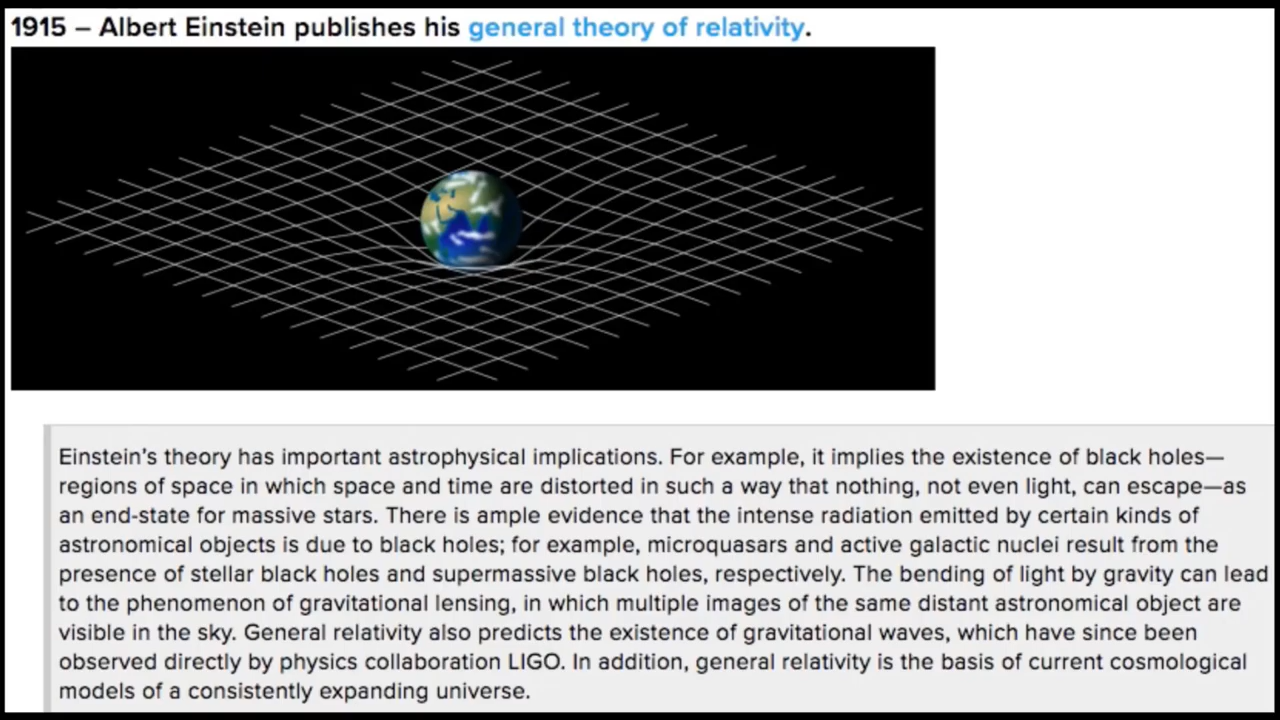 1915 – Albert Einstein publishes his general theory of relativity.
Einstein's theory has important astrophysical implications. For example, it implies the existence of black holes—
regions of space in which space and time are distorted in such a way that nothing, not even light, can escape—as
an end-state for massive stars. There is ample evidence that the intense radiation emitted by certain kinds of
astronomical objects is due to black holes; for example, microquasars and active galactic nuclei result from the
presence of stellar black holes and supermassive black holes, respectively. The bending of light by gravity can lead
to the phenomenon of gravitational lensing, in which multiple images of the same distant astronomical object are
visible in the sky. General relativity also predicts the existence of gravitational waves, which have since been
observed directly by physics collaboration LIGO. In addition, general relativity is the basis of current cosmological
models of a consistently expanding universe.